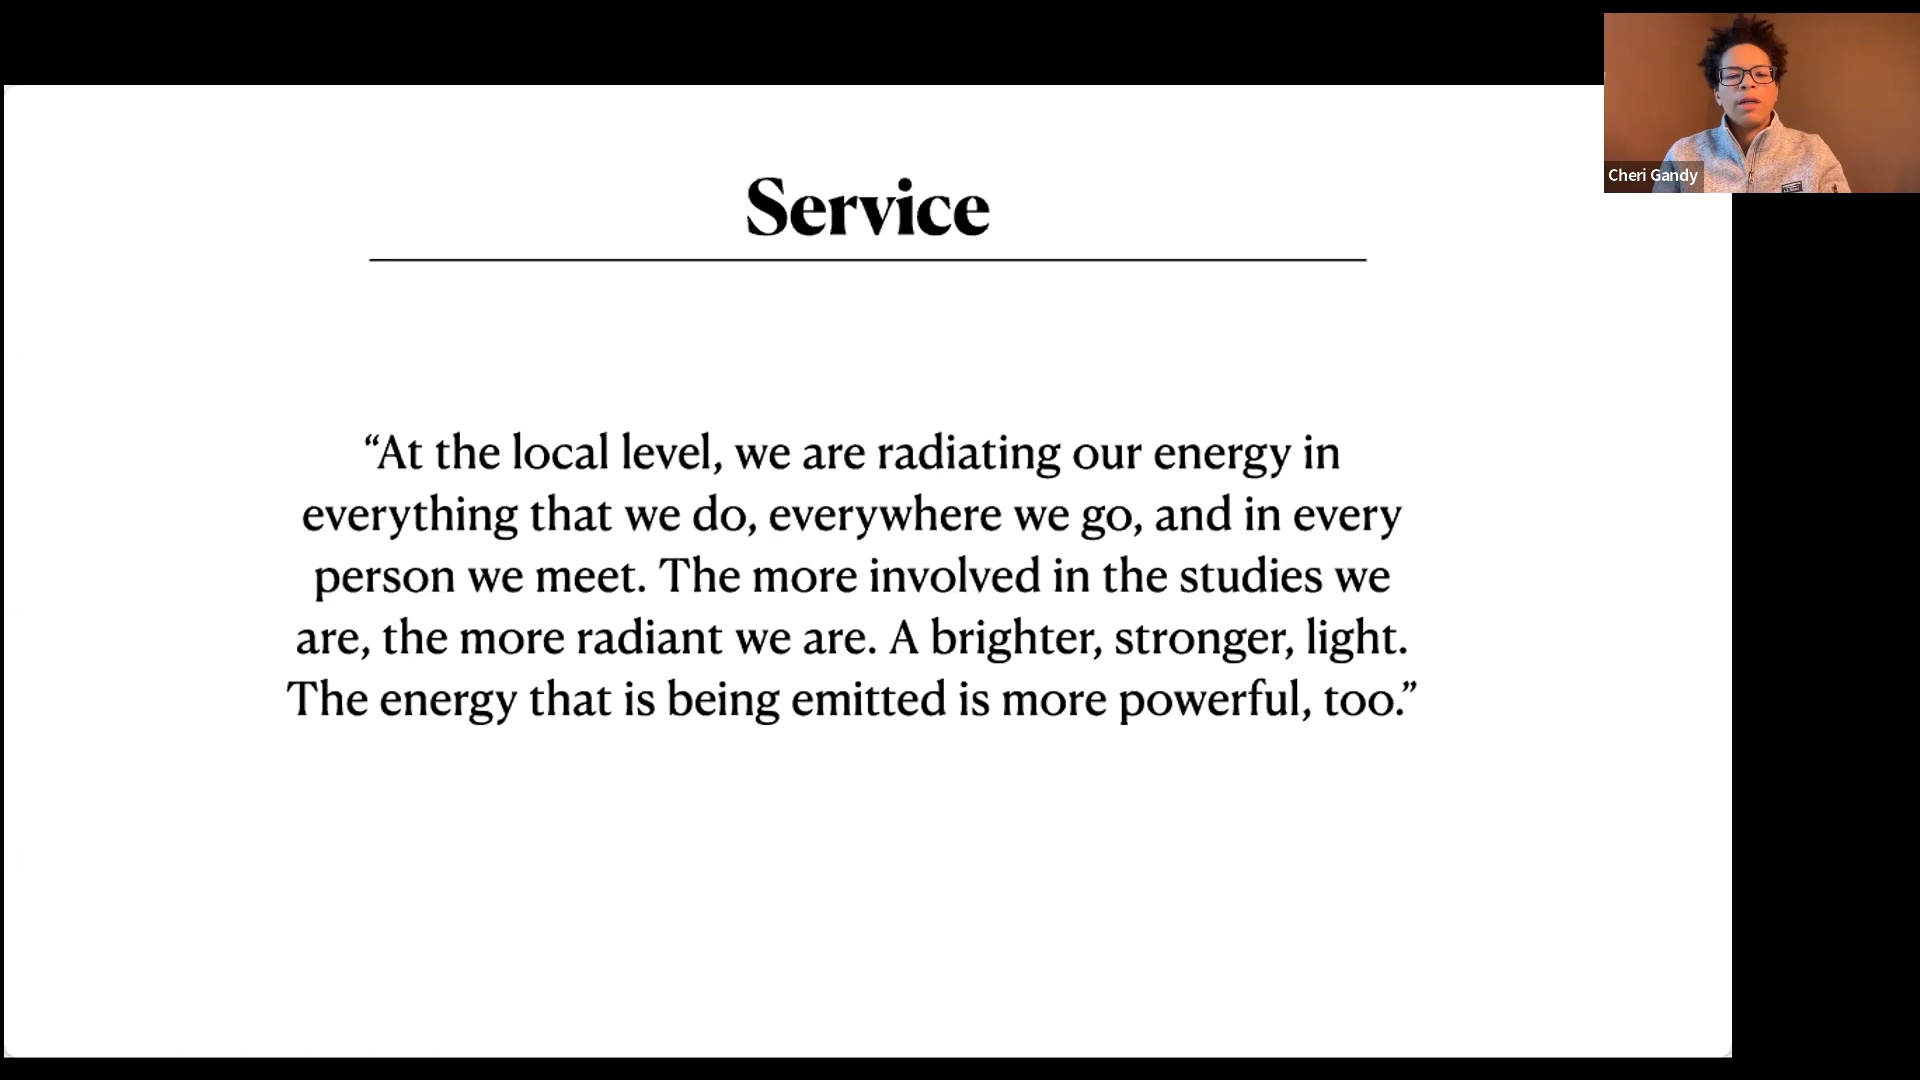 Service
“At the local level, we are radiating our energy in
everything that we do, everywhere we go, and in every
person we meet. The more involved in the studies we
are, the more radiant we are. A brighter, stronger, light.
The energy that is being emitted is more powerful, too.”
Cheri Gandy